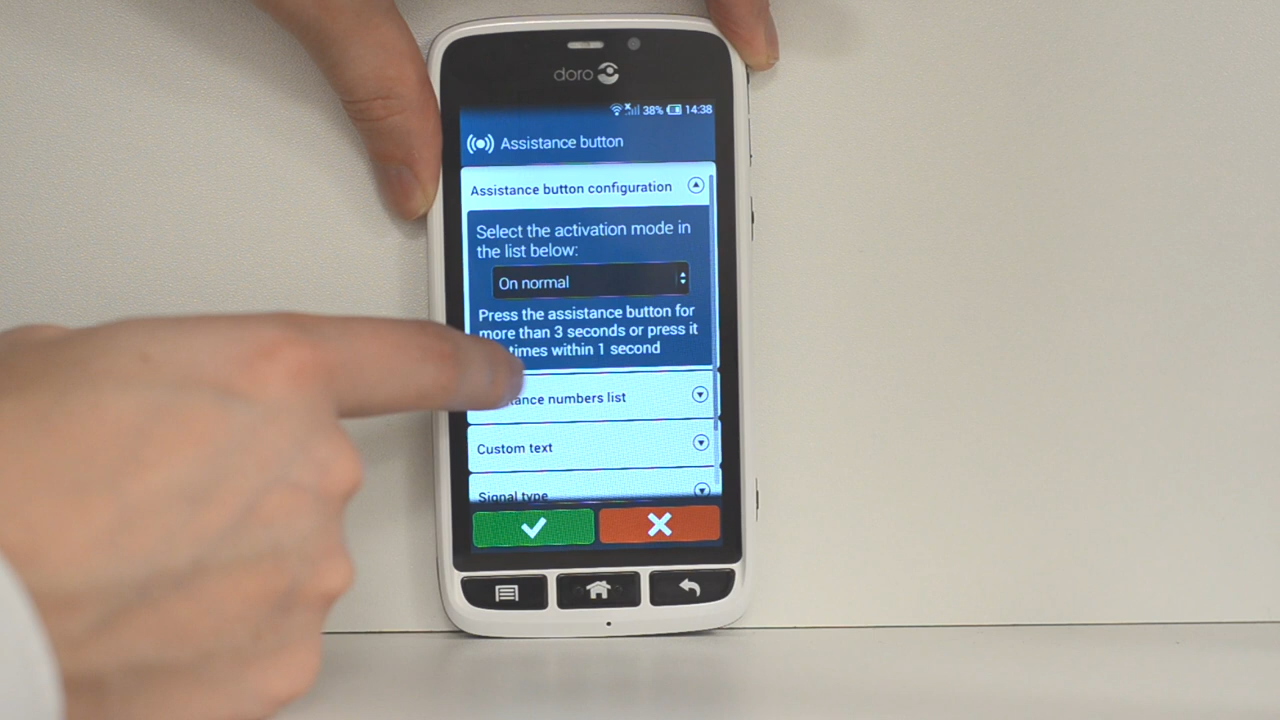 doro
38% 14:38
Assistance button
Assistance button configuration
Select the activation mode in
the list below:
On normal
Press the assistance button for
more than 3 seconds or press it
times within 1 second
numbers list
Custom text
Signal type